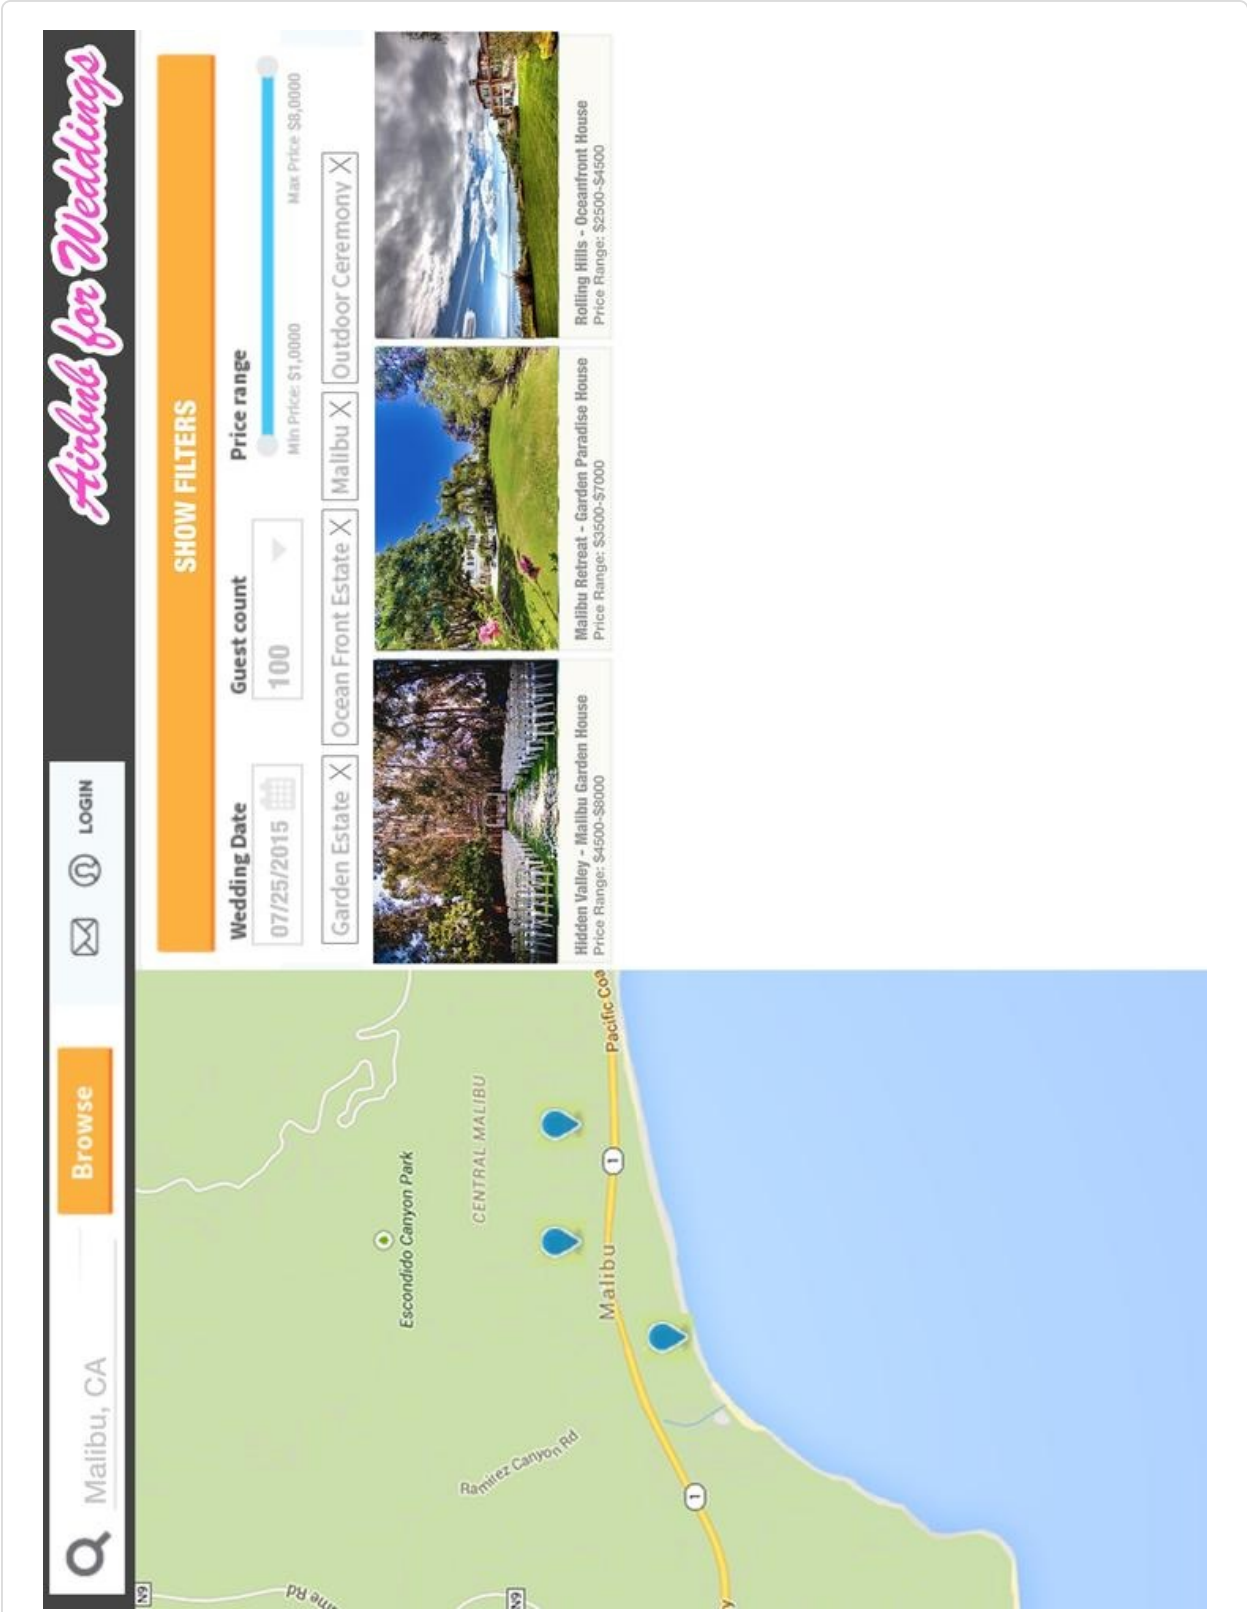 Malibu, CA
Browse
LOGIN
Airbnb for Weddings
N9
N9
Escondido Canyon Park
CENTRAL MALIBU
Ramirez Canyon Rd
Malibu
1
1
SHOW FILTERS
Wedding Date
07/25/2015
Guest count
100
Price range
Min Price: $1,0000
Max Price $8,0000
Garden Estate X
Ocean Front Estate X
Malibu X
Outdoor Ceremony X
Hidden Valley - Malibu Garden House
Price Range: $4500-$8000
Malibu Retreat - Garden Paradise House
Price Range: $3500-$7000
Rolling Hills - Oceanfront House
Price Range: $2500-$4500
Pacific Coa